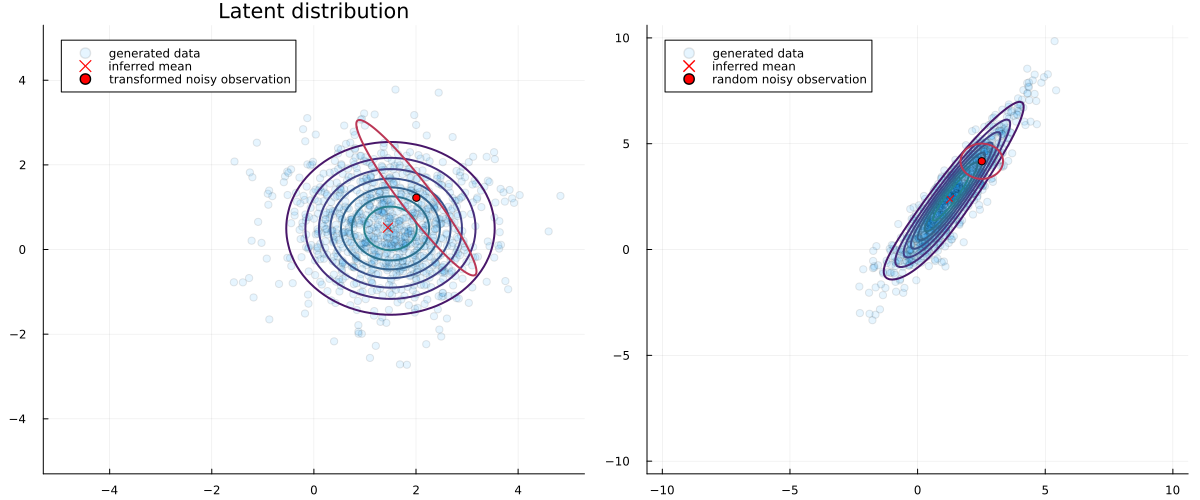 Latent distribution
generated data
inferred mean
transformed noisy observation
4
2
0
−2
−4
−4
−2
0
2
4
generated data
inferred mean
random noisy observation
10
5
0
−5
−10
−10
−5
0
5
10